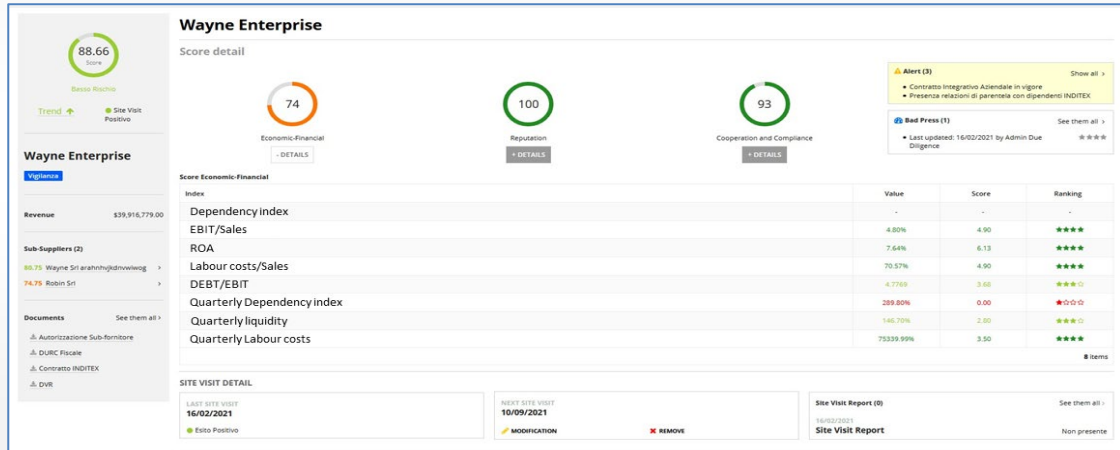 88.66
Score
Basso Rischio
Trend ↑
Site Visit
Positivo
Wayne Enterprise
Vigilanza
Revenue $39,916,779.00
Sub-Suppliers (2)
Wayne Srl
74.75 Robin Srl >
Documents See them all >
Autorizzazione Sub-fornitore
DURC Fiscale
Contratto INDITEX
DVR
Wayne Enterprise
Score detail
74
Economic-Financial
- DETAILS
100
Reputation
+ DETAILS
93
Cooperation and Compliance
+ DETAILS
Alert (3) Show all >
• Contratto Integrativo Aziendale in vigore
• Presenza relazioni di parentela con dipendenti INDITEX
Bad Press (1) See them all >
• Last updated: 16/02/2021 by Admin Due
Diligence
Score Economic-Financial
Index Value Score Ranking
Dependency index - - -
EBIT/Sales 4.80% 4.90 ★★★★
ROA 7.64% 6.13 ★★★★
Labour costs/Sales 70.57% 4.90 ★★★★
DEBT/EBIT 4.7769 3.68 ★★★☆
Quarterly Dependency index 289.80% 0.00 ★☆☆☆
Quarterly liquidity 146.70% 2.80 ★★★☆
Quarterly Labour costs 75339.99% 3.50 ★★★★
8 items
SITE VISIT DETAIL
LAST SITE VISIT
16/02/2021
Esito Positivo
NEXT SITE VISIT
10/09/2021
MODIFICATION REMOVE
Site Visit Report (0) See them all >
16/02/2021
Site Visit Report Non presente